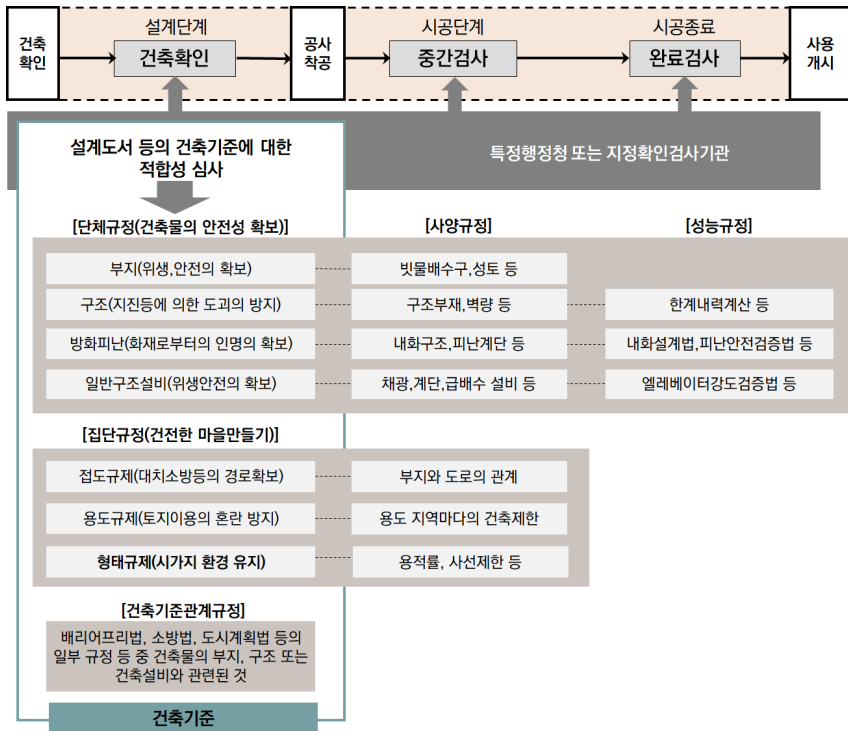 건축
확인
설계단계
건축확인
공사
착공
시공단계
중간검사
시공종료
완료검사
사용
개시
설계도서 등의 건축기준에 대한
적합성 심사
특정행정청 또는 지정확인검사기관
[단체규정(건축물의 안전성 확보)]
[사양규정]
[성능규정]
부지(위생,안전의 확보)
빗물배수구,성토 등
구조(지진등에 의한 도괴의 방지)
구조부재,벽량 등
한계내력계산 등
방화피난(화재로부터의 인명의 확보)
내화구조,피난계단 등
내화설계법,피난안전검증법 등
일반구조설비(위생안전의 확보)
채광,계단,급배수 설비 등
엘레베이터강도검증법 등
[집단규정(건전한 마을만들기)]
접도규제(대치소방등의 경로확보)
부지와 도로의 관계
용도규제(토지이용의 혼란 방지)
용도 지역마다의 건축제한
형태규제(시가지 환경 유지)
용적률, 사선제한 등
[건축기준관계규정]
배리어프리법, 소방법, 도시계획법 등의
일부 규정 등 중 건축물의 부지, 구조 또는
건축설비와 관련된 것
건축기준